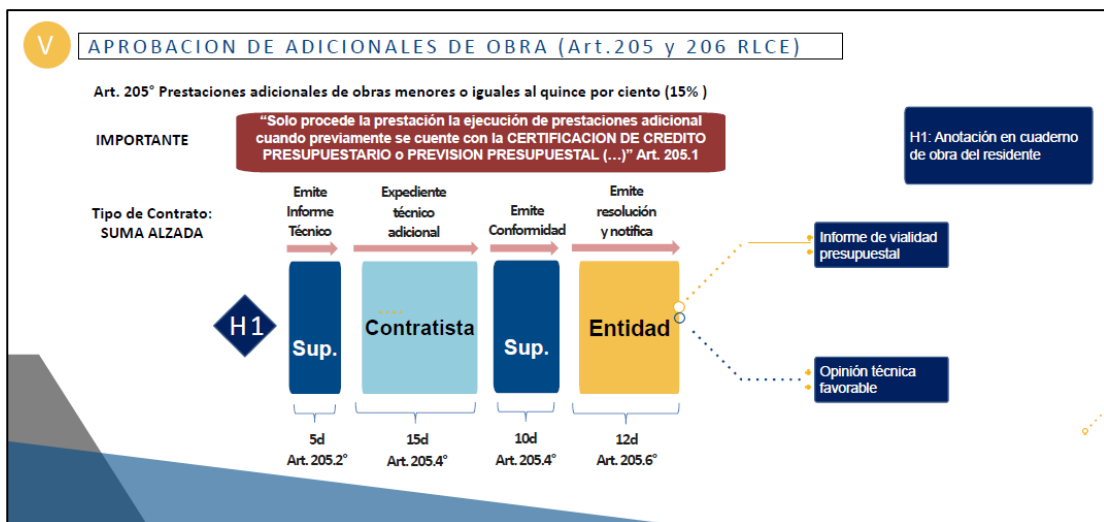 V
APROBACION DE ADICIONALES DE OBRA (Art.205 y 206 RLCE)
Art. 205° Prestaciones adicionales de obras menores o iguales al quince por ciento (15% )
IMPORTANTE
“Solo procede la prestación la ejecución de prestaciones adicional
cuando previamente se cuente con la CERTIFICACION DE CREDITO
PRESUPUESTARIO o PREVISION PRESUPUESTAL (...)” Art. 205.1
H1: Anotación en cuaderno
de obra del residente
Tipo de Contrato:
SUMA ALZADA
Emite
Informe
Técnico
Expediente
técnico
adicional
Emite
Conformidad
Emite
resolución
y notifica
H1
Sup.
Contratista
Sup.
Entidad
Informe de vialidad
presupuestal
Opinión técnica
favorable
5d
Art. 205.2°
15d
Art. 205.4°
10d
Art. 205.4°
12d
Art. 205.6°